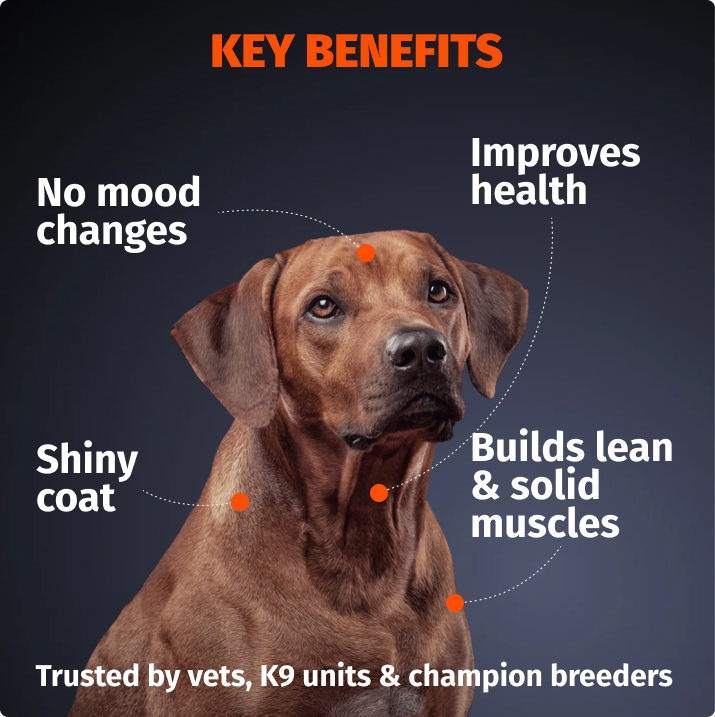 KEY BENEFITS
No mood
changes
Improves
health
Shiny
coat
Builds lean
& solid
muscles
Trusted by vets, K9 units & champion breeders